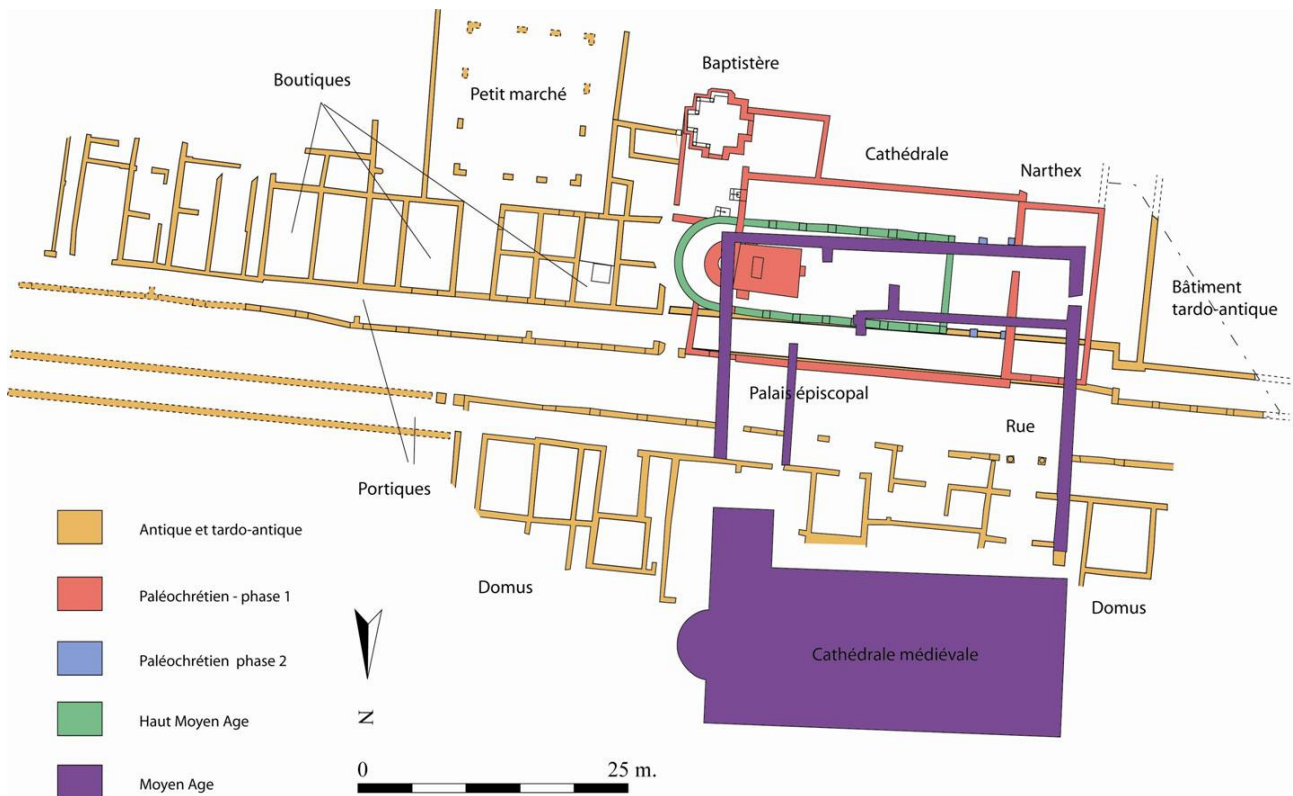 Baptistère
Boutiques
Petit marché
Cathédrale
Narthex
Bâtiment
tardo-antique
Palais épiscopal
Rue
Portiques
Antique et tardo-antique
Domus
Domus
Paléochrétien - phase 1
Cathédrale médiévale
Paléochrétien phase 2
N
Haut Moyen Age
0 25 m.
Moyen Age